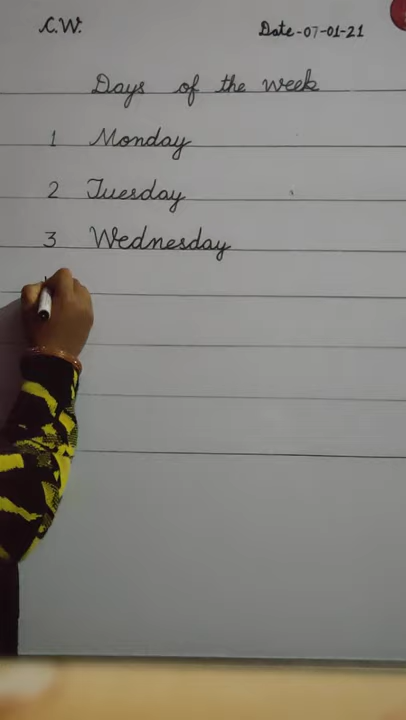 C.W. Date-07-01-21
Days of the week
1 Monday
2 Tuesday
3 Wednesday